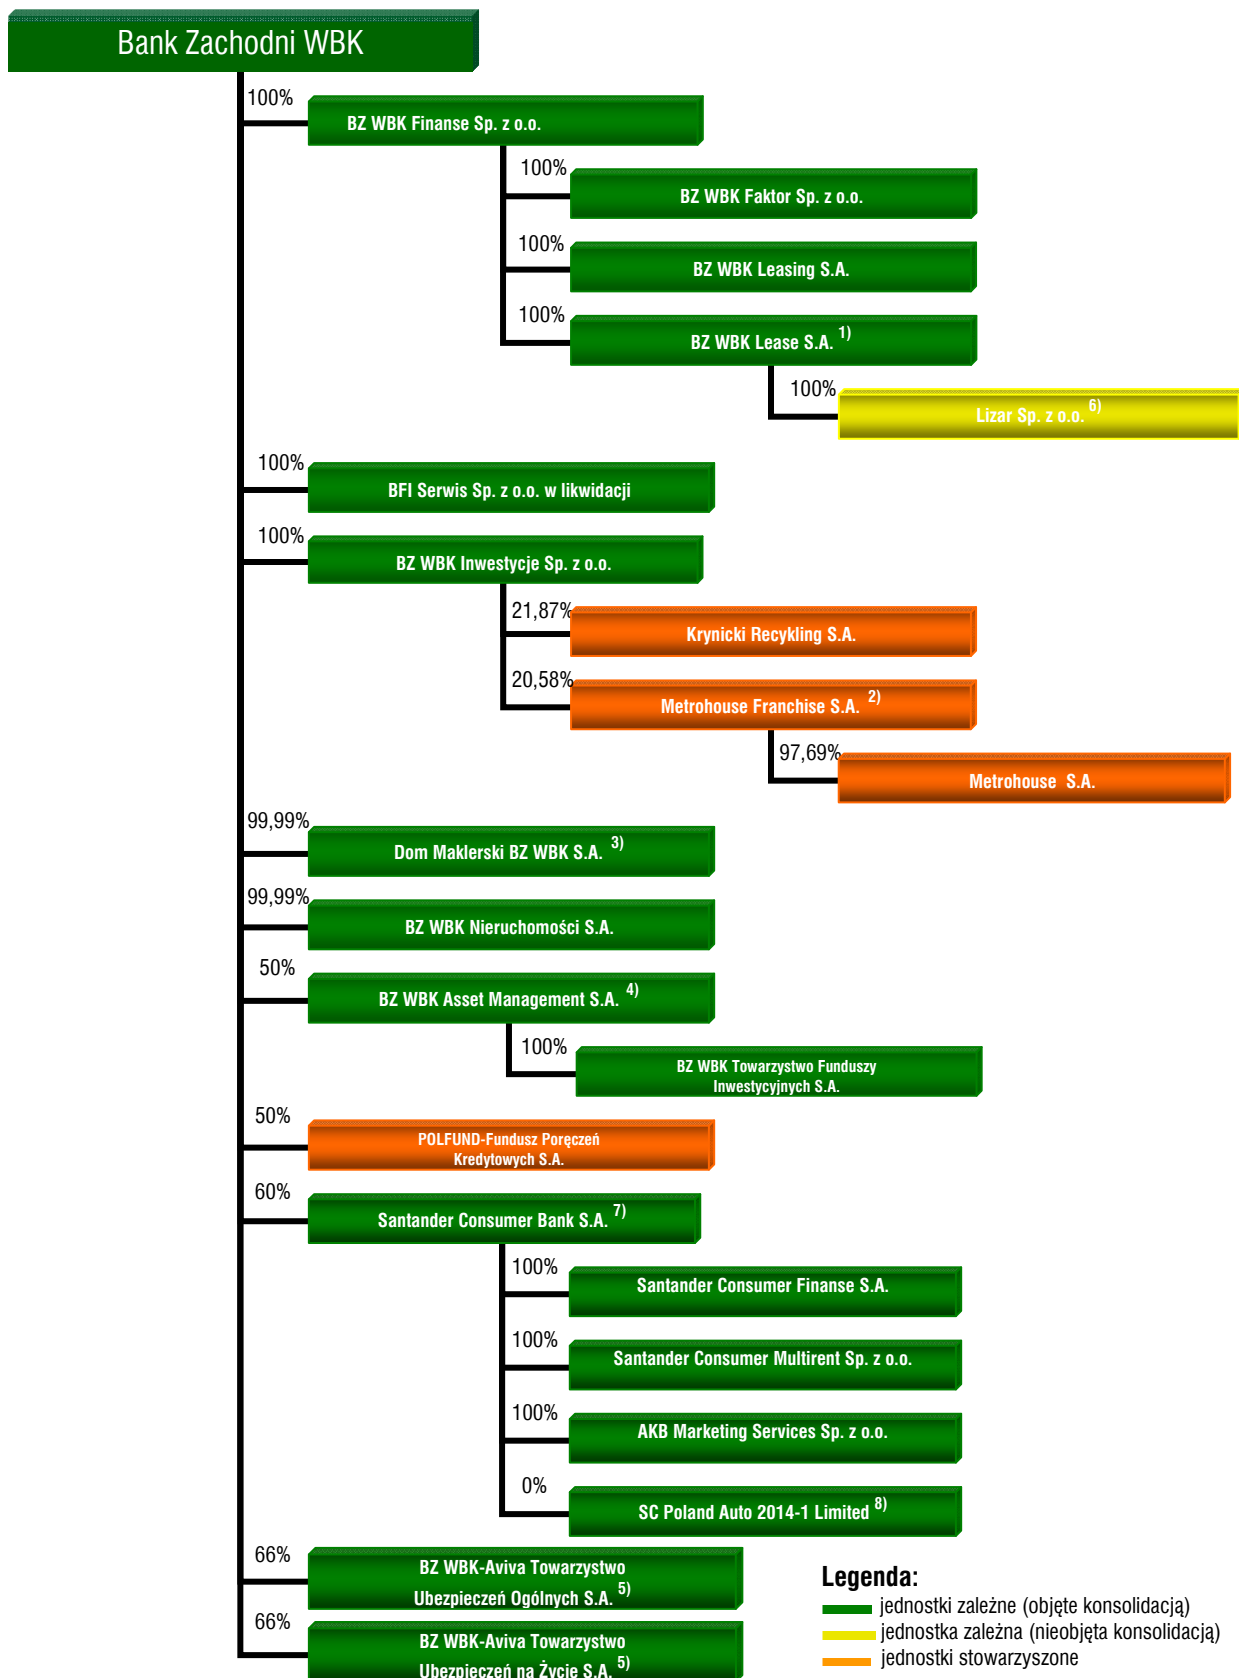 Bank Zachodni WBK
100%
BZ WBK Finanse Sp. z o.o.
100%
BZ WBK Faktor Sp. z o.o.
100%
BZ WBK Leasing S.A.
100%
BZ WBK Lease S.A. 1)
100%
Lizar Sp. z o.o. 6)
100%
BFI Serwis Sp. z o.o. w likwidacji
100%
BZ WBK Inwestycje Sp. z o.o.
21,87%
Krynicki Recykling S.A.
20,58%
Metrohouse Franchise S.A. 2)
97,69%
Metrohouse S.A.
99,99%
Dom Maklerski BZ WBK S.A. 3)
99,99%
BZ WBK Nieruchomości S.A.
50%
BZ WBK Asset Management S.A. 4)
100%
BZ WBK Towarzystwo Funduszy
Inwestycyjnych S.A.
50%
POLFUND-Fundusz Poręczeń
Kredytowych S.A.
60%
Santander Consumer Bank S.A. 7)
100%
Santander Consumer Finanse S.A.
100%
Santander Consumer Multirent Sp. z o.o.
100%
AKB Marketing Services Sp. z o.o.
0%
SC Poland Auto 2014-1 Limited 8)
66%
BZ WBK-Aviva Towarzystwo
Ubezpieczeń Ogólnych S.A. 5)
66%
BZ WBK-Aviva Towarzystwo
Ubezpieczeń na Życie S.A. 5)
Legenda:
jednostki zależne (objęte konsolidacją)
jednostka zależna (nieobjęta konsolidacją)
jednostki stowarzyszone